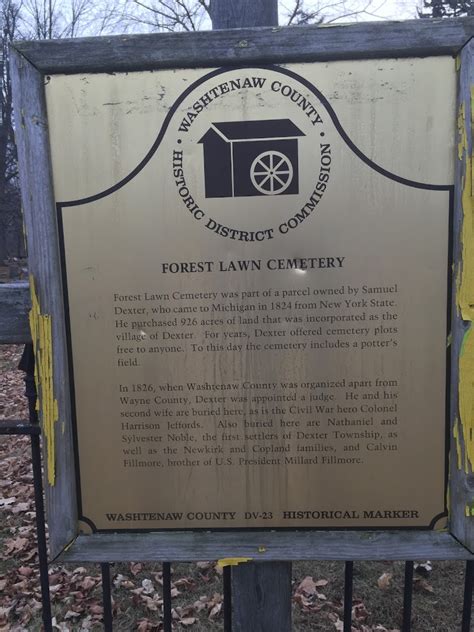 WASHTENAW COUNTY
HISTORIC DISTRICT COMMISSION
FOREST LAWN CEMETERY
Forest Lawn Cemetery was part of a parcel owned by Samuel
Dexter, who came to Michigan in 1824 from New York State.
He purchased 926 acres of land that was incorporated as the
village of Dexter. For years, Dexter offered cemetery plots
free to anyone. To this day the cemetery includes a potter's
field.
In 1826, when Washtenaw County was organized apart from
Wayne County, Dexter was appointed a judge. He and his
second wife are buried here, as is the Civil War hero Colonel
Harrison Jeffords. Also buried here are Nathaniel and
Sylvester Noble, the first settlers of Dexter Township, as
well as the Newkirk and Copland families, and Calvin
Fillmore, brother of U.S. President Millard Fillmore.
WASHTENAW COUNTY DV-23 HISTORICAL MARKER